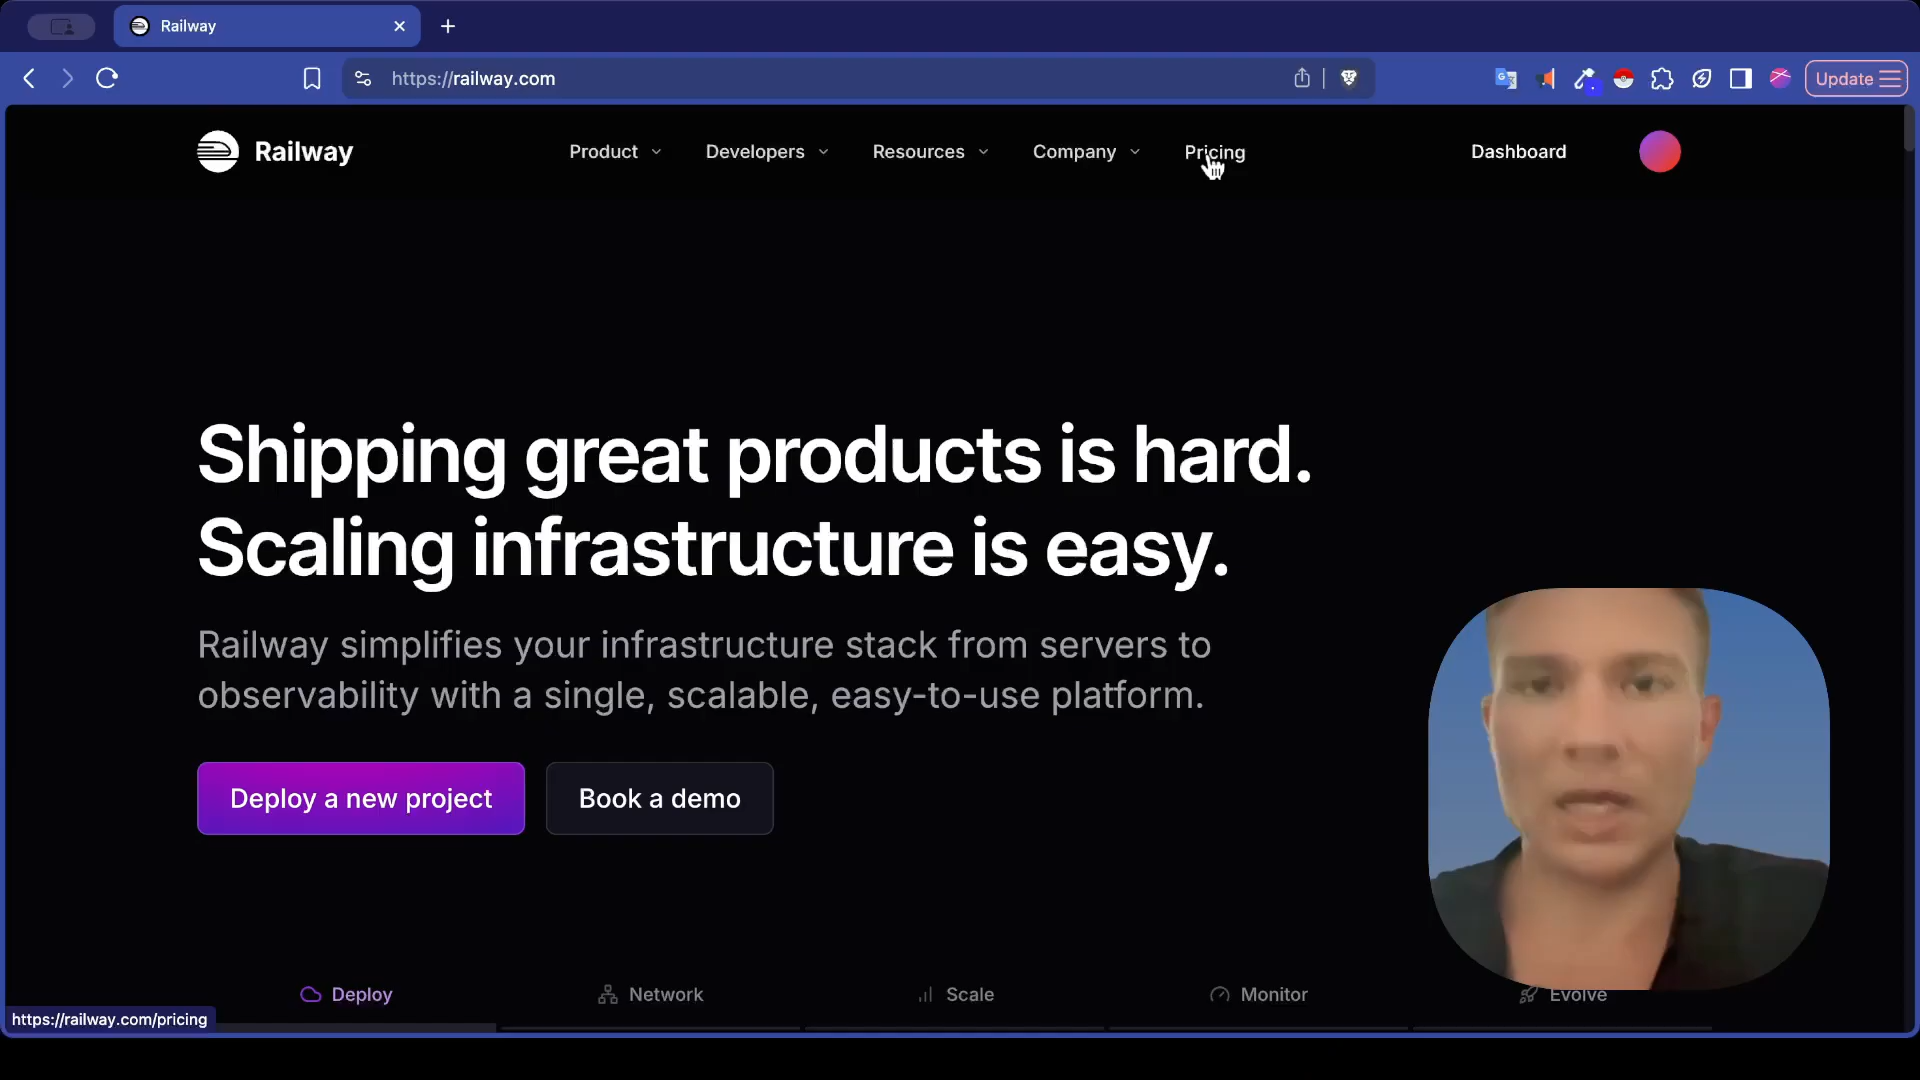 Railway
https://railway.com
Update
Railway
Product
Developers
Resources
Company
Pricing
Dashboard
Shipping great products is hard.
Scaling infrastructure is easy.
Railway simplifies your infrastructure stack from servers to
observability with a single, scalable, easy-to-use platform.
Deploy a new project
Book a demo
Deploy
Network
Scale
Monitor
Evolve
https://railway.com/pricing